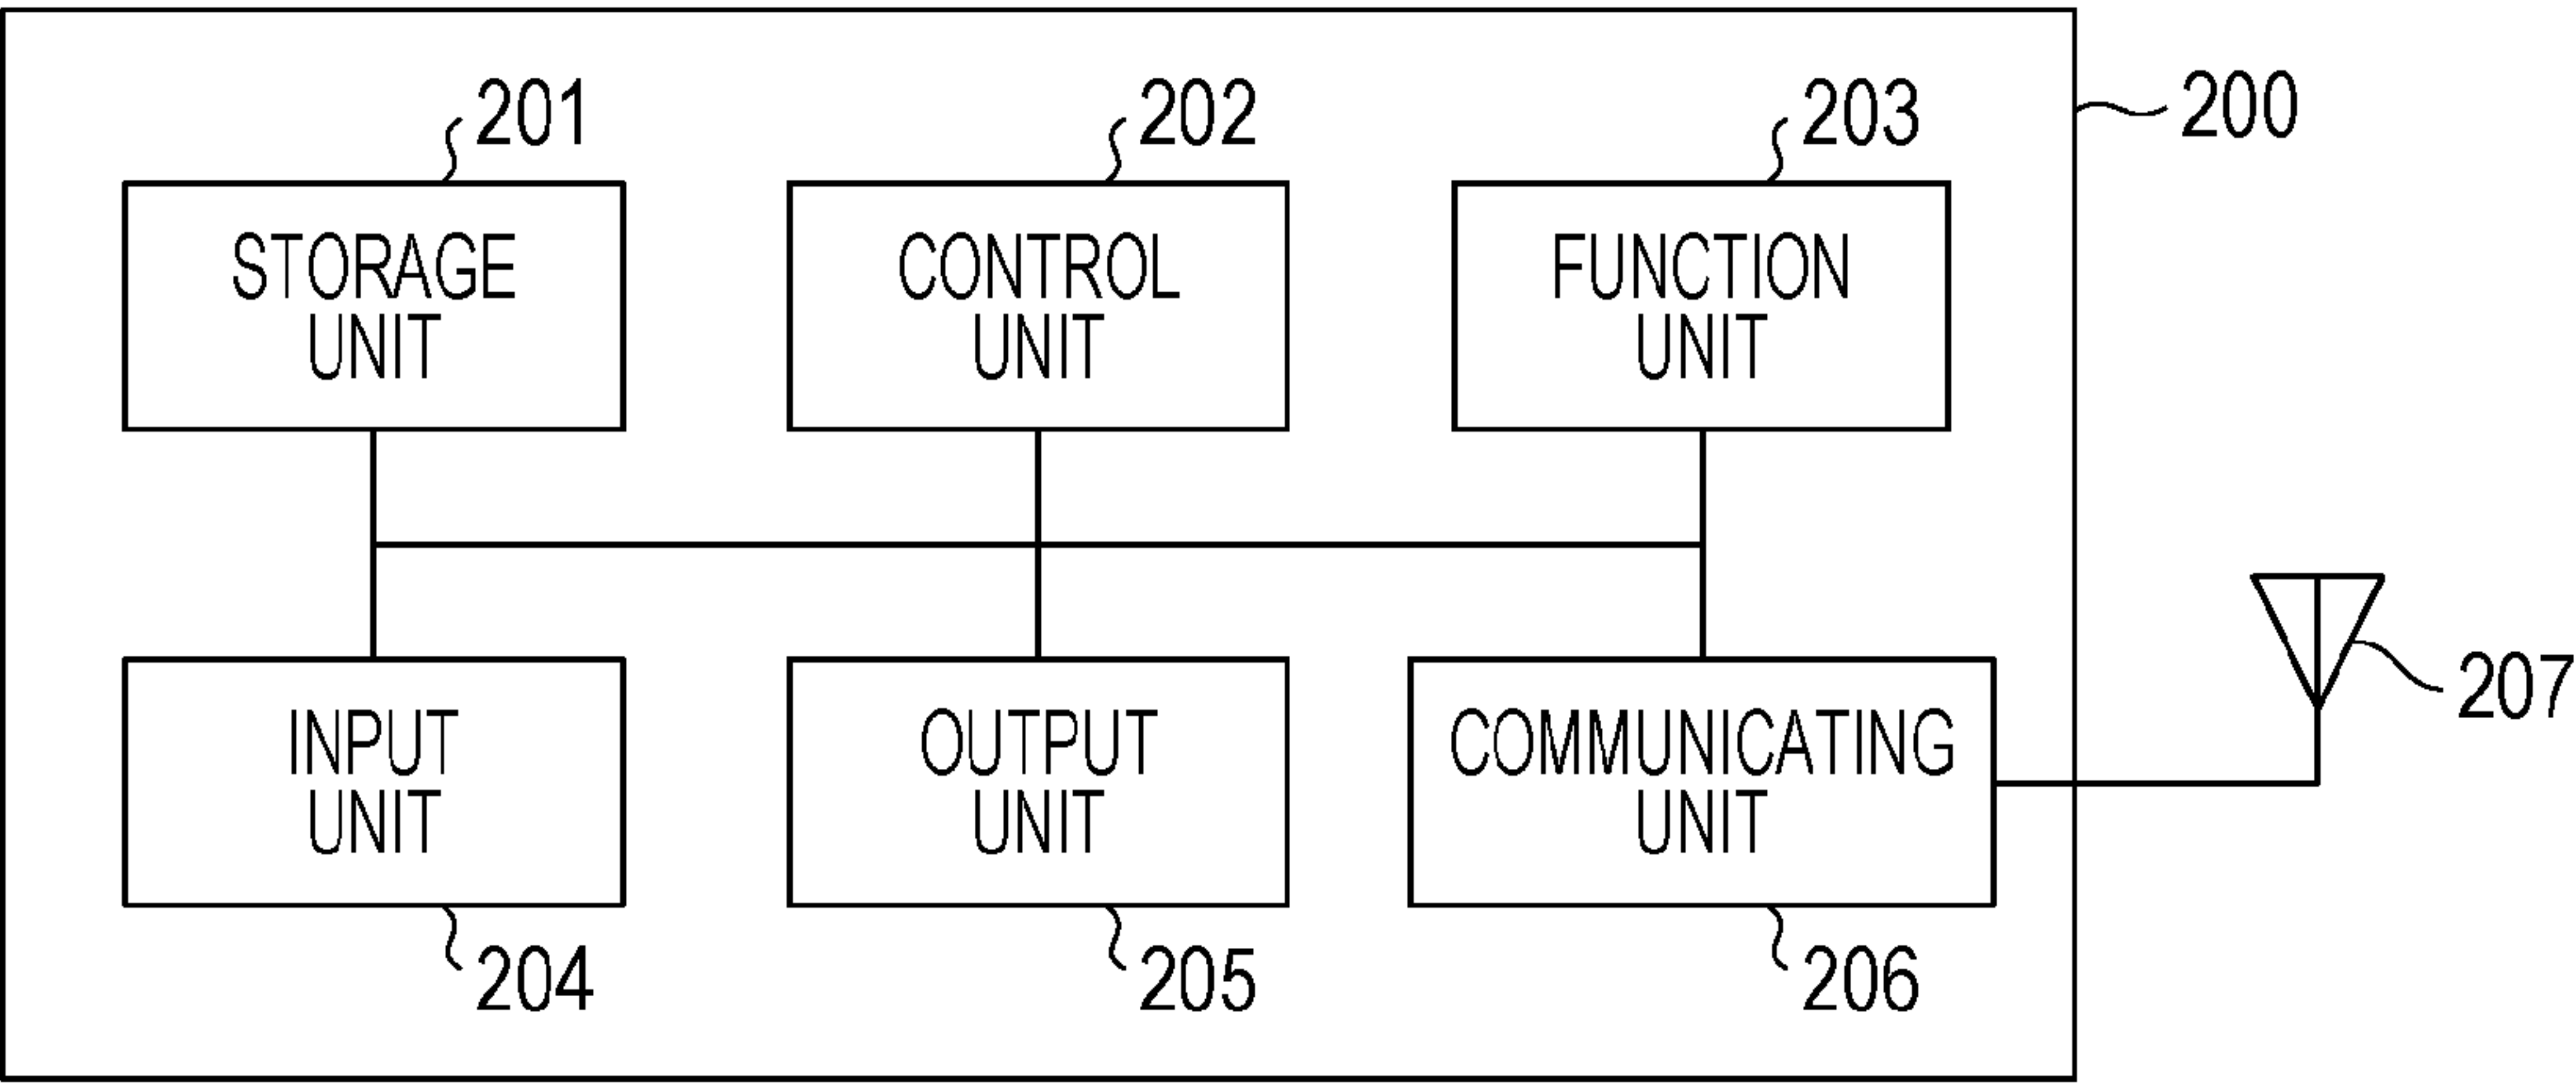 200
201
STORAGE
UNIT
202
CONTROL
UNIT
203
FUNCTION
UNIT
INPUT
UNIT
204
OUTPUT
UNIT
205
COMMUNICATING
UNIT
206
207